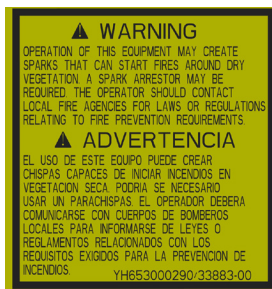 ⚠ WARNING
OPERATION OF THIS EQUIPMENT MAY CREATE
SPARKS THAT CAN START FIRES AROUND DRY
VEGETATION. A SPARK ARRESTOR MAY BE
REQUIRED. THE OPERATOR SHOULD CONTACT
LOCAL FIRE AGENCIES FOR LAWS OR REGULATIONS
RELATING TO FIRE PREVENTION REQUIREMENTS.
⚠ ADVERTENCIA
EL USO DE ESTE EQUIPO PUEDE CREAR
CHISPAS CAPACES DE INICIAR INCENDIOS EN
VEGETACION SECA. PODRIA SE NECESARIO
USAR UN PARACHISPAS. EL OPERADOR DEBERA
COMUNICARSE CON CUERPOS DE BOMBEROS
LOCALES PARA INFORMARSE DE LEYES O
REGLAMENTOS RELACIONADOS CON LOS
REQUISITOS EXIGIDOS PARA LA PREVENCION DE
INCENDIOS. YH653000290/33883-00